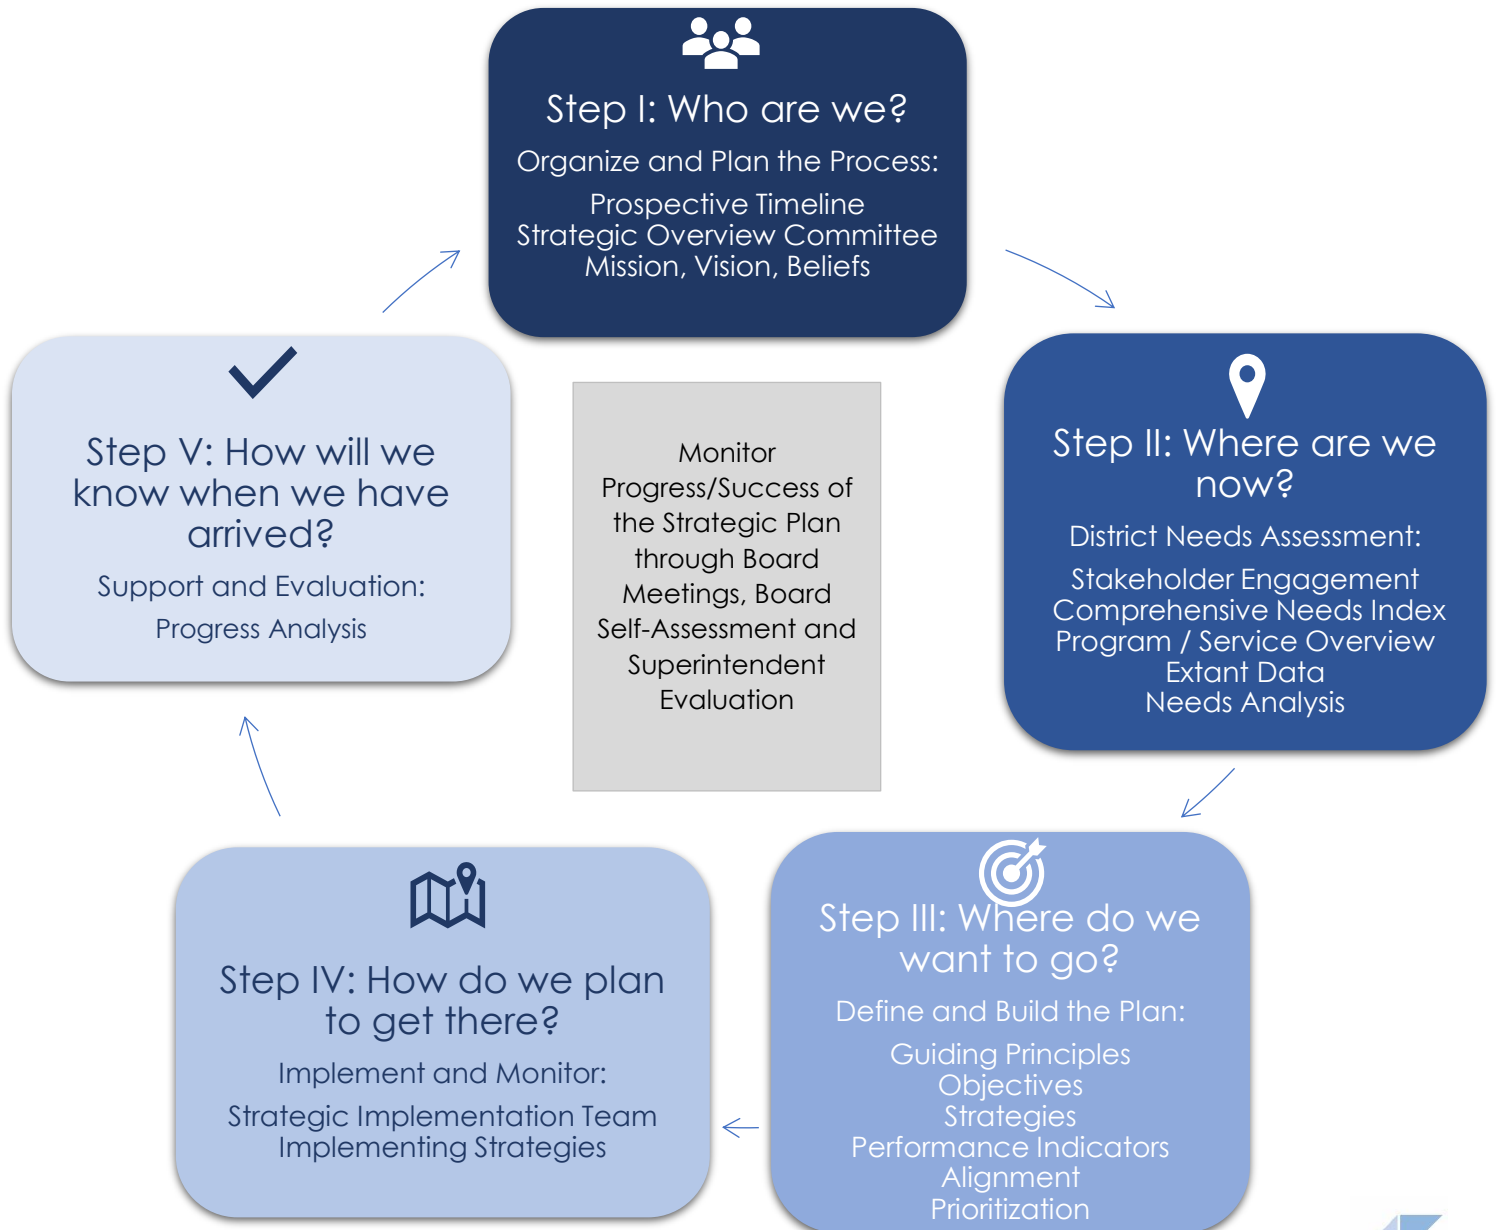 Step I: Who are we?
Organize and Plan the Process:
Prospective Timeline
Strategic Overview Committee
Mission, Vision, Beliefs
Step II: Where are we
now?
District Needs Assessment:
Stakeholder Engagement
Comprehensive Needs Index
Program / Service Overview
Extant Data
Needs Analysis
Step III: Where do we
want to go?
Define and Build the Plan:
Guiding Principles
Objectives
Strategies
Performance Indicators
Alignment
Prioritization
Step IV: How do we plan
to get there?
Implement and Monitor:
Strategic Implementation Team
Implementing Strategies
Step V: How will we
know when we have
arrived?
Support and Evaluation:
Progress Analysis
Monitor
Progress/Success of
the Strategic Plan
through Board
Meetings, Board
Self-Assessment and
Superintendent
Evaluation